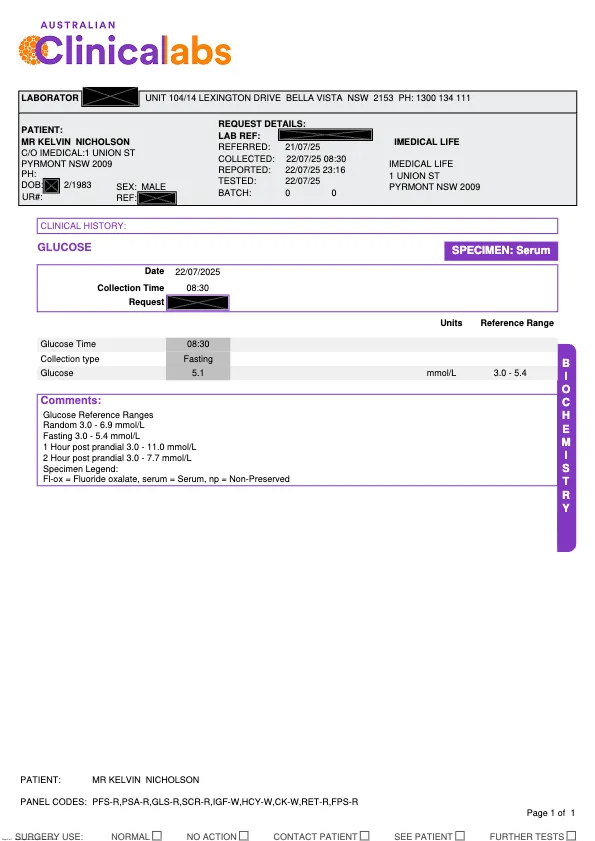 AUSTRALIAN
Clinicalabs
LABORATOR UNIT 104/14 LEXINGTON DRIVE BELLA VISTA NSW 2153 PH: 1300 134 111
PATIENT:
MR KELVIN NICHOLSON
C/O IMEDICAL:1 UNION ST
PYRMONT NSW 2009
PH:
DOB: 2/1983 SEX: MALE
UR#: REF:
REQUEST DETAILS:
LAB REF:
REFERRED: 21/07/25
COLLECTED: 22/07/25 08:30
REPORTED: 22/07/25 23:16
TESTED: 22/07/25
BATCH: 0 0
IMEDICAL LIFE
IMEDICAL LIFE
1 UNION ST
PYRMONT NSW 2009
CLINICAL HISTORY:
GLUCOSE
SPECIMEN: Serum
Date 22/07/2025
Collection Time 08:30
Request
Units Reference Range
Glucose Time 08:30
Collection type Fasting
Glucose 5.1 mmol/L 3.0 - 5.4
BIOCHEMISTRY
Comments:
Glucose Reference Ranges
Random 3.0 - 6.9 mmol/L
Fasting 3.0 - 5.4 mmol/L
1 Hour post prandial 3.0 - 11.0 mmol/L
2 Hour post prandial 3.0 - 7.7 mmol/L
Specimen Legend:
Fl-ox = Fluoride oxalate, serum = Serum, np = Non-Preserved
PATIENT: MR KELVIN NICHOLSON
PANEL CODES: PFS-R,PSA-R,GLS-R,SCR-R,IGF-W,HCY-W,CK-W,RET-R,FPS-R
Page 1 of 1
SURGERY USE: NORMAL NO ACTION CONTACT PATIENT SEE PATIENT FURTHER TESTS